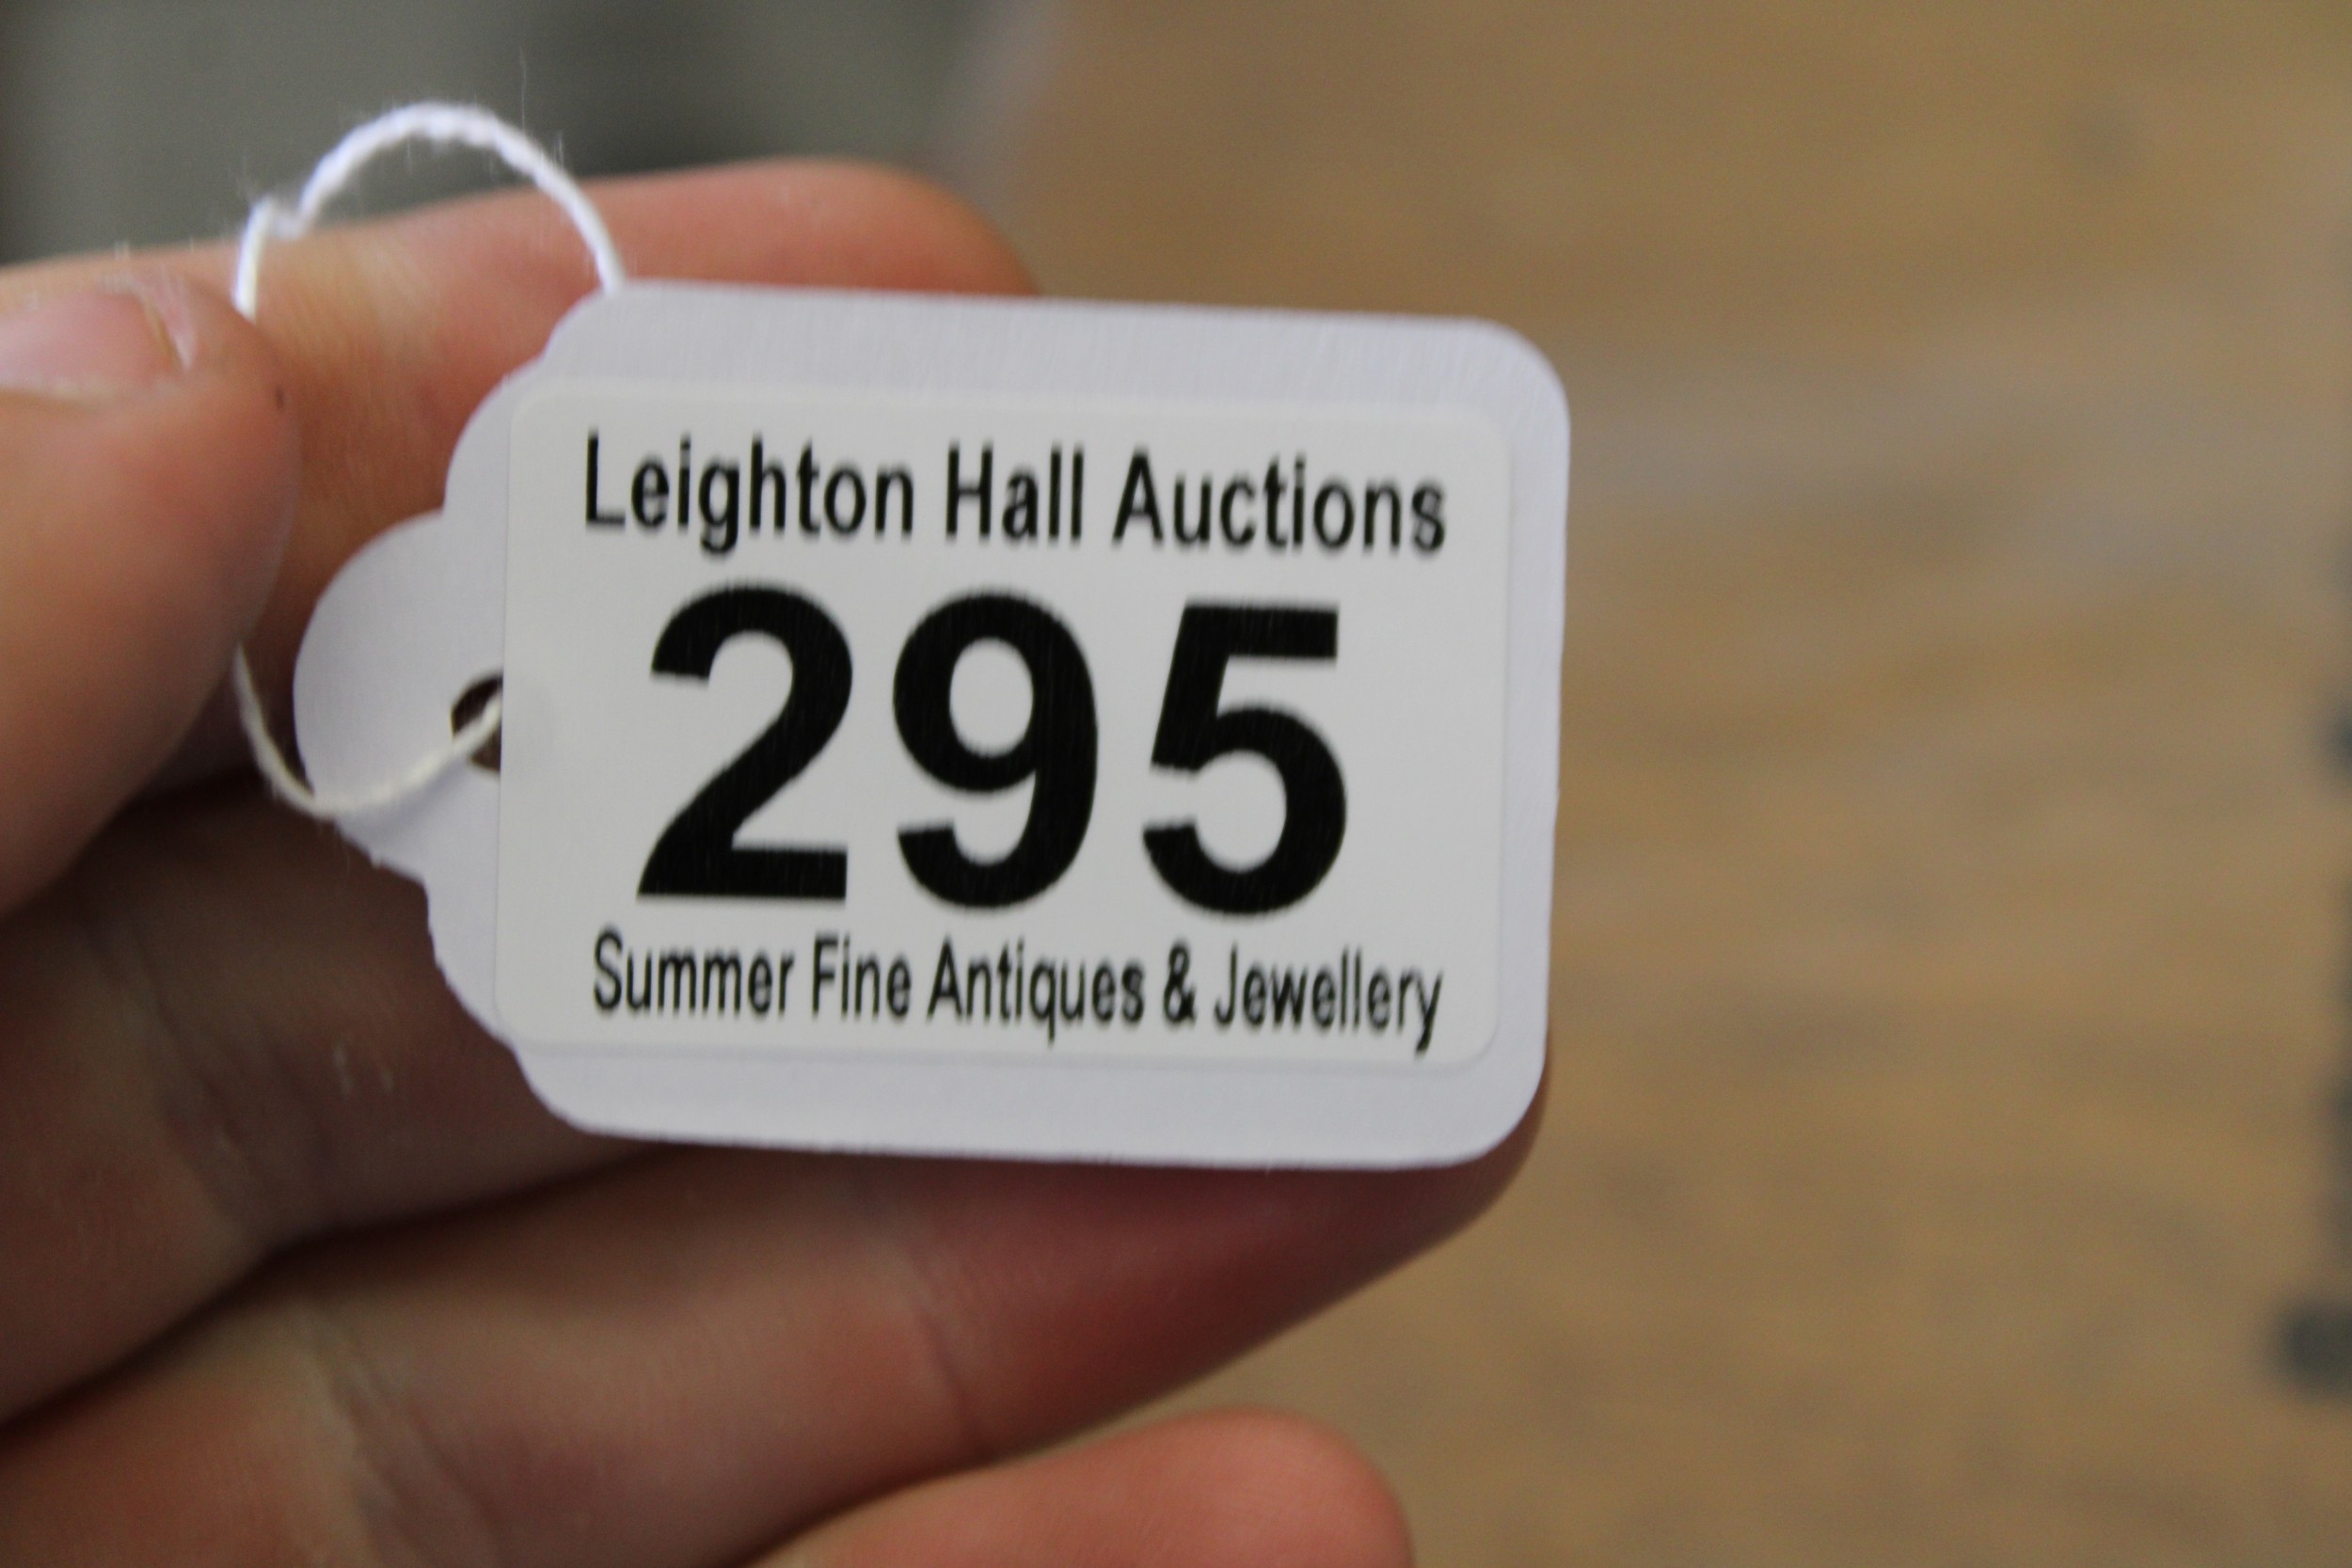 Leighton Hall Auctions
295
Summer Fine Antiques & Jewellery